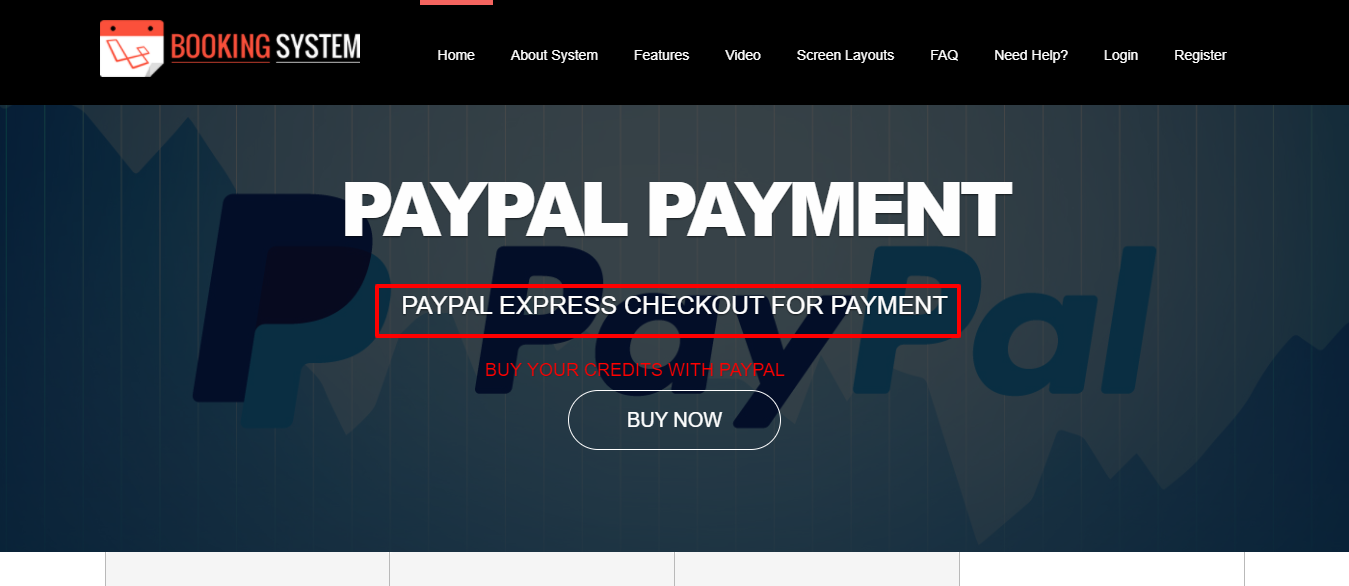 BOOKING SYSTEM
Home About System Features Video Screen Layouts FAQ Need Help? Login Register
PAYPAL PAYMENT
PayPal
PAYPAL EXPRESS CHECKOUT FOR PAYMENT
BUY YOUR CREDITS WITH PAYPAL
BUY NOW